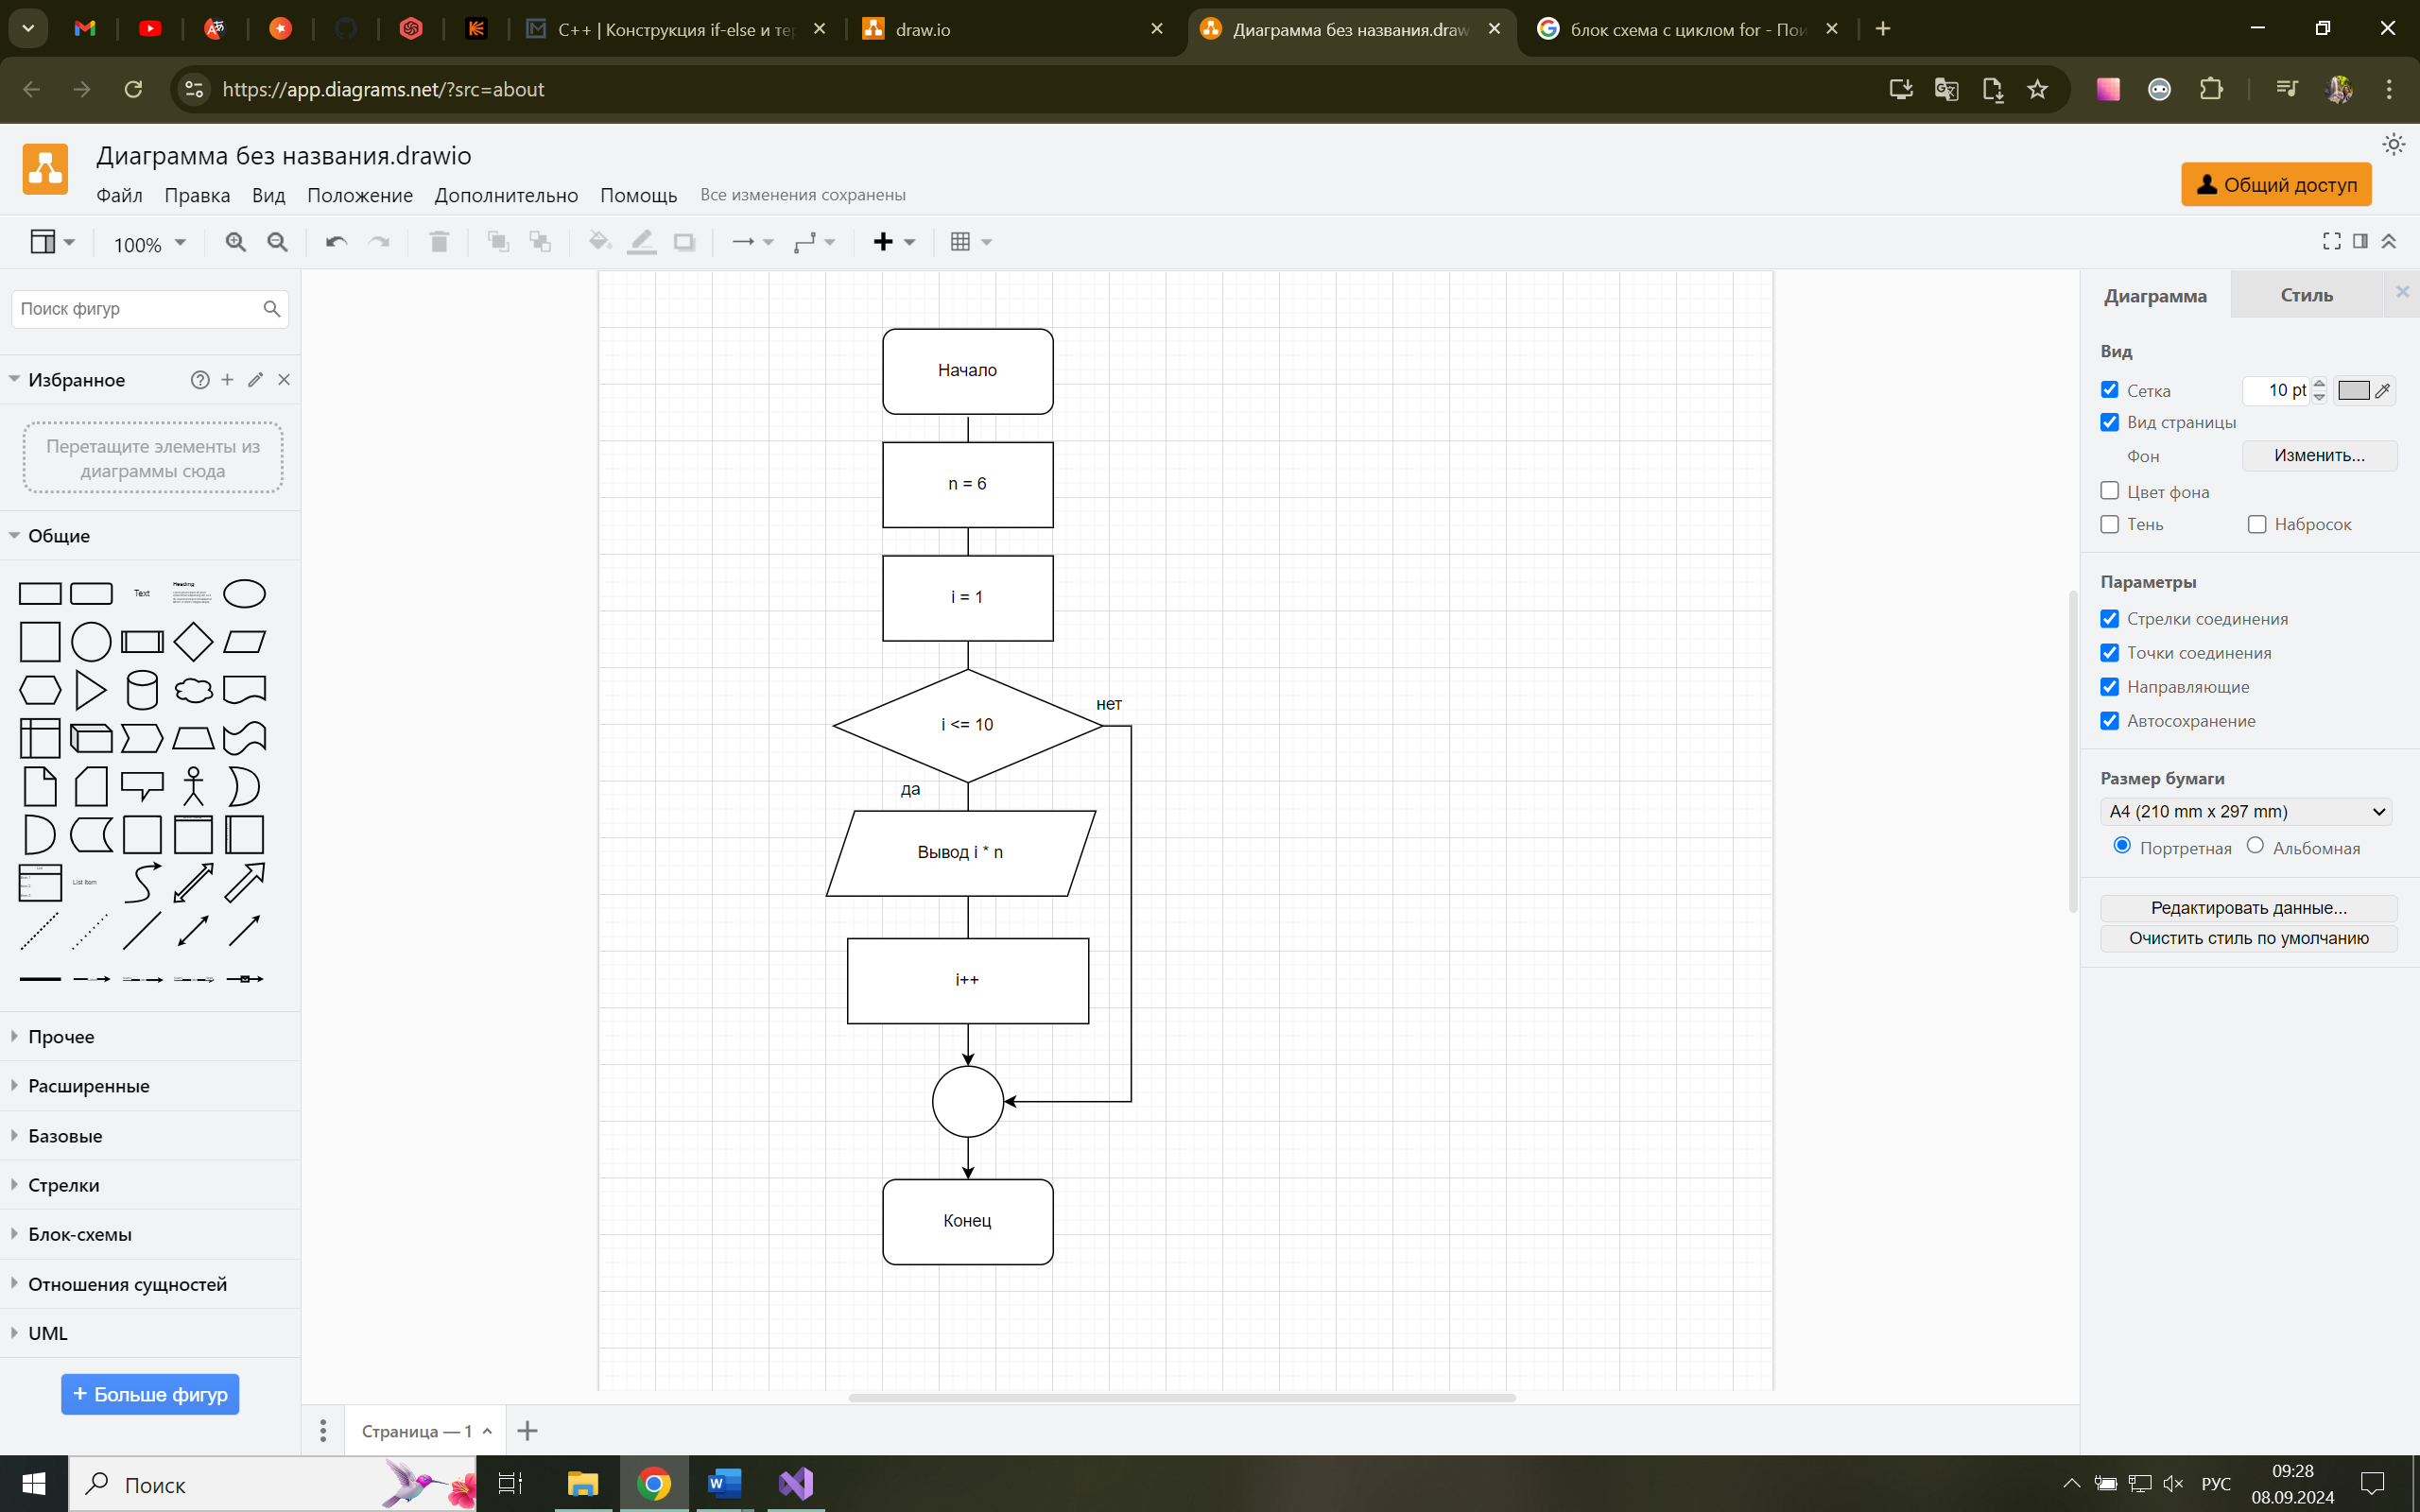 C++ | Конструкция if-else и те
draw.io
Диаграмма без названия.draw
блок схема с циклом for - Пои
https://app.diagrams.net/?src=about
Диаграмма без названия.drawio
Файл Правка Вид Положение Дополнительно Помощь Все изменения сохранены
Общий доступ
100%
Поиск фигур
Избранное
Перетащите элементы из
диаграммы сюда
Общие
Text
Heading
List Item
Прочее
Расширенные
Базовые
Стрелки
Блок-схемы
Отношения сущностей
UML
+ Больше фигур
Начало
n = 6
i = 1
i <= 10
нет
да
Вывод i * n
i++
Конец
Страница — 1
Диаграмма
Стиль
Вид
Сетка
10 pt
Вид страницы
Фон
Изменить...
Цвет фона
Тень
Набросок
Параметры
Стрелки соединения
Точки соединения
Направляющие
Автосохранение
Размер бумаги
A4 (210 mm x 297 mm)
Портретная
Альбомная
Редактировать данные...
Очистить стиль по умолчанию
Поиск
РУС
09:28
08.09.2024